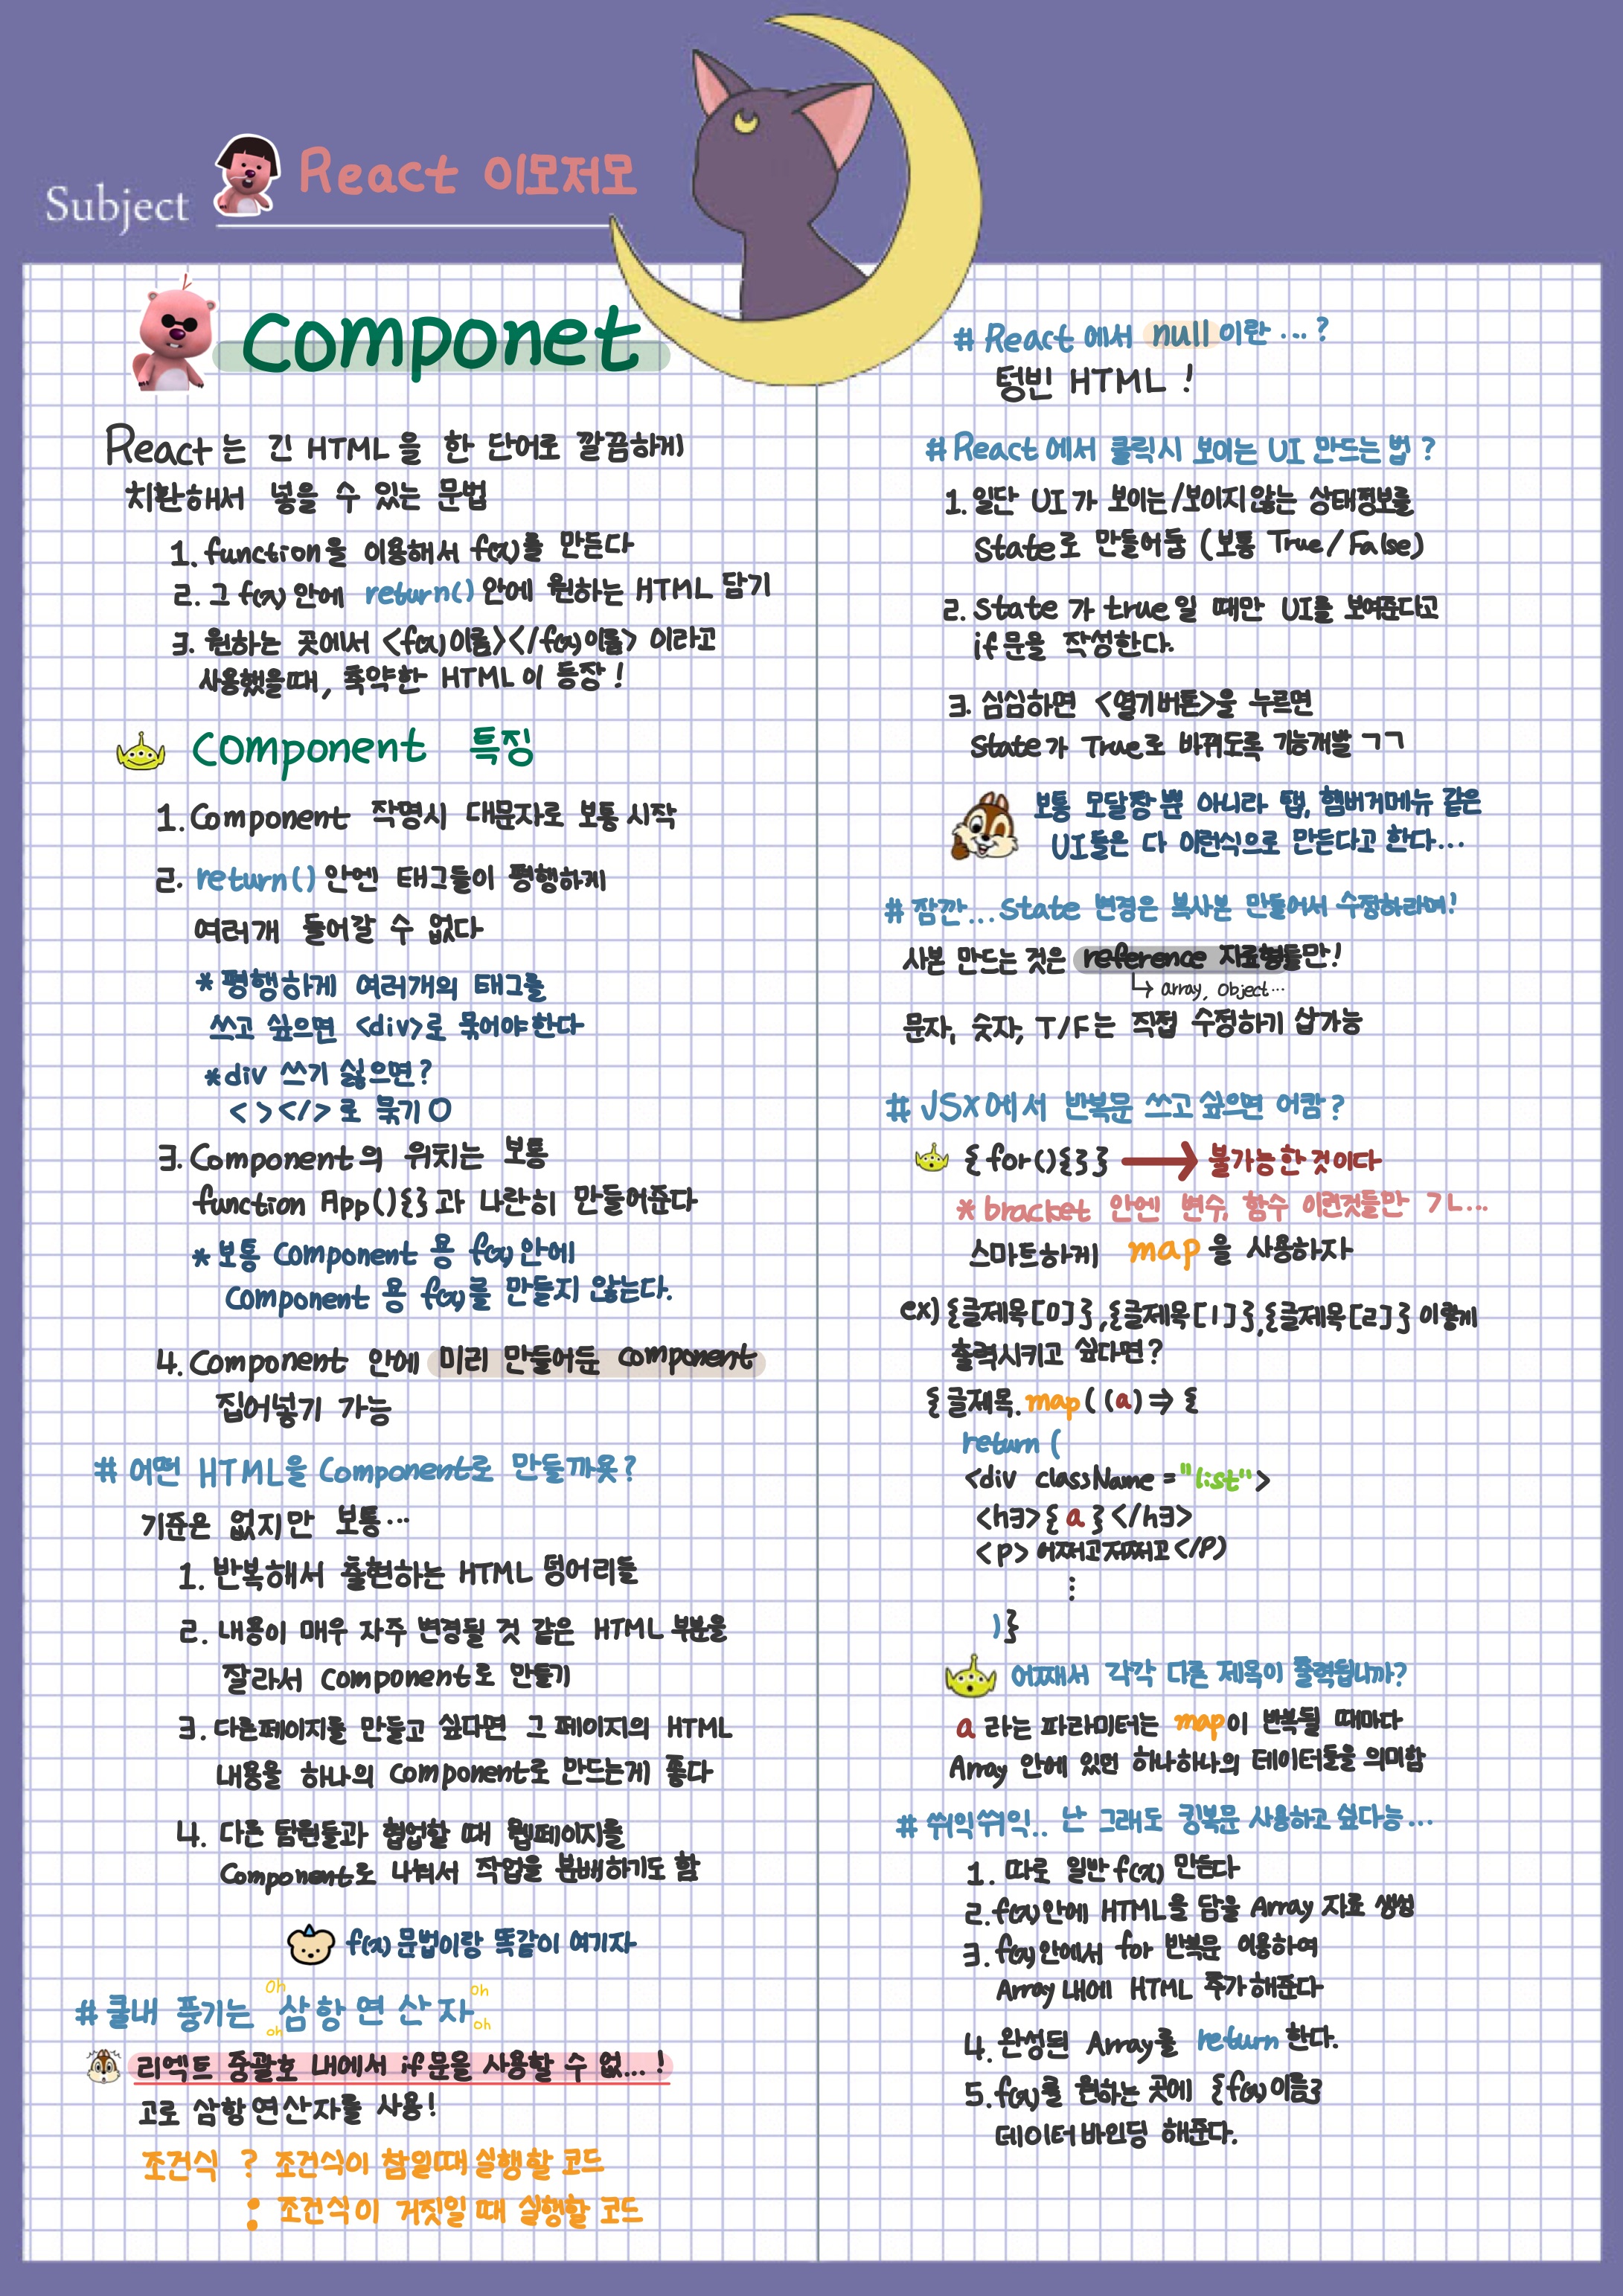 Subject
React 이모저모
Componet
React는 긴 HTML을 한 단어로 깔끔하게
치환해서 넣을 수 있는 문법
1. function을 이용해서 f(x)를 만든다
2. 그 f(x) 안에 return() 안에 원하는 HTML 담기
3. 원하는 곳에서 <f(x)이름></f(x)이름> 이라고
사용했을때, 축약한 HTML이 등장!
Component 특징
1. Component 작명시 대문자로 보통 시작
2. return() 안엔 태그들이 평행하게
여러개 들어갈 수 없다
* 평행하게 여러개의 태그를
쓰고 싶으면 <div>로 묶어야한다
*div 쓰기 싫으면?
<></>로 묶기 O
3. Component의 위치는 보통
function App(){}과 나란히 만들어준다
* 보통 Component 용 f(x) 안에
Component 용 f(x)를 만들지 않는다.
4. Component 안에 미리 만들어둔 component
집어넣기 가능
# 어떤 HTML을 Component로 만들까욧?
기준은 없지만 보통...
1. 반복해서 출현하는 HTML 덩어리들
2. 내용이 매우 자주 변경될 것 같은 HTML 부분을
잘라서 Component로 만들기
3. 다른페이지를 만들고 싶다면 그 페이지의 HTML
내용을 하나의 Component로 만드는게 좋다
4. 다른 팀원들과 협업할 때 웹페이지를
Component로 나눠서 작업을 분배하기도 함
f(x) 문법이랑 똑같이 여기자
# 쿨내 풍기는 삼항연산자
oh oh
oh oh
리엑트 중괄호 내에서 if문을 사용할 수 없...!
고로 삼항연산자를 사용!
조건식 ? 조건식이 참일때 실행할 코드
: 조건식이 거짓일 때 실행할 코드
# React 에서 null이란 ...?
텅빈 HTML !
# React 에서 클릭시 보이는 UI 만드는 법?
1. 일단 UI가 보이는/보이지않는 상태정보를
State로 만들어둠 (보통 True/False)
2. State가 true일 때만 UI를 보여준다고
if문을 작성한다.
3. 심심하면 <열기버튼>을 누르면
State가 True로 바뀌도록 기능개발 ㄱㄱ
보통 모달창 뿐 아니라 탭, 햄버거메뉴 같은
UI들은 다 이런식으로 만든다고 한다...
# 잠깐... State 변경은 복사본 만들어서 수정하라며!
사본 만드는 것은 reference 자료형들만!
↳ array, object...
문자, 숫자, T/F는 직접 수정하기 쌉가능
# JSX에서 반복문 쓰고 싶으면 어캄?
{for(){}} → 불가능한 것이다
* bracket 안엔 변수, 함수 이런것들만 기ㄴ...
스마트하게 map을 사용하자
ex) {글제목[0]},{글제목[1]},{글제목[2]} 이렇게
출력시키고 싶다면?
{글제목.map((a)⇒{
return (
<div className="list">
<h3>{a}</h3>
<p>어쩌고저쩌고</p>
⋮
)}
어째서 각각 다른 제목이 출력됩니까?
a 라는 파라미터는 map이 반복될 때마다
Array 안에 있던 하나하나의 데이터들을 의미함
# 쒸익쒸익.. 난 그래도 킹복문 사용하고 싶다능...
1. 따로 일반 f(x) 만든다
2. f(x)안에 HTML을 담을 Array 자료 생성
3. f(x)안에서 for 반복문 이용하여
Array 내에 HTML 추가해준다
4. 완성된 Array를 return 한다.
5. f(x)를 원하는 곳에 {f(x)이름}
데이터바인딩 해준다.